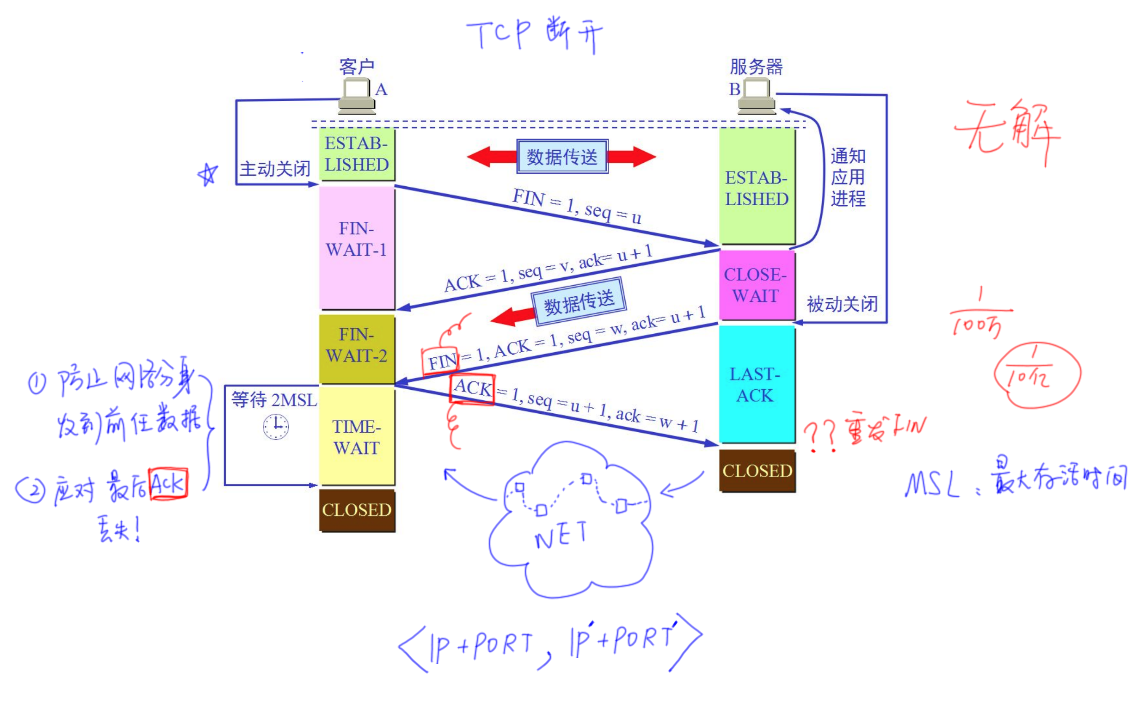 TCP 断开
客户
A
服务器
B
无解
ESTAB-
LISHED
数据传送
主动关闭
ESTAB-
LISHED
通知
应用
进程
FIN = 1, seq = u
FIN-
WAIT-1
ACK = 1, seq = v, ack= u + 1
CLOSE-
WAIT
数据传送
被动关闭
1
100万
FIN-
WAIT-2
FIN = 1, ACK = 1, seq = w, ack= u + 1
1
10亿
① 防止网络分身
收到前任数据
② 应对最后ACK
丢失!
等待 2MSL
TIME-
WAIT
ACK = 1, seq = u + 1, ack = w + 1
LAST-
ACK
??重发FIN
CLOSED
MSL: 最大存活时间
CLOSED
NET
<IP+PORT, IP'+PORT'>